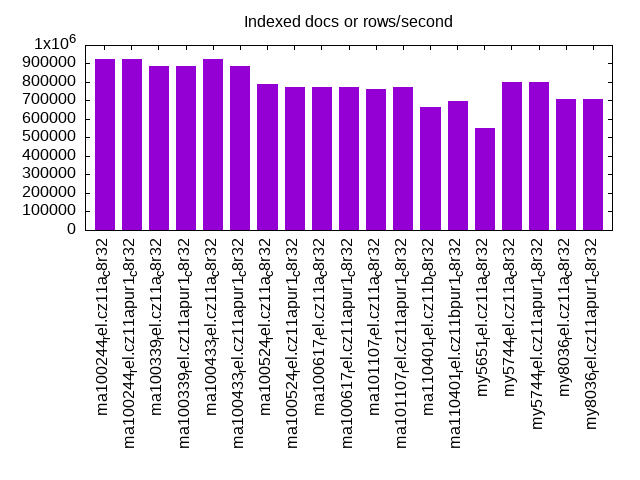 Indexed docs or rows/second
1x10^6
900000
800000
700000
600000
500000
400000
300000
200000
100000
0
ma100244_rel.cz11a_c8r32
ma100244_rel.cz11apur1_c8r32
ma100339_rel.cz11a_c8r32
ma100339_rel.cz11apur1_c8r32
ma100433_rel.cz11a_c8r32
ma100433_rel.cz11apur1_c8r32
ma100524_rel.cz11a_c8r32
ma100524_rel.cz11apur1_c8r32
ma100617_rel.cz11a_c8r32
ma100617_rel.cz11apur1_c8r32
ma101107_rel.cz11a_c8r32
ma101107_rel.cz11apur1_c8r32
ma110401_rel.cz11b_c8r32
ma110401_rel.cz11bpur1_c8r32
my5651_rel.cz11a_c8r32
my5744_rel.cz11a_c8r32
my5744_rel.cz11apur1_c8r32
my8036_rel.cz11a_c8r32
my8036_rel.cz11apur1_c8r32